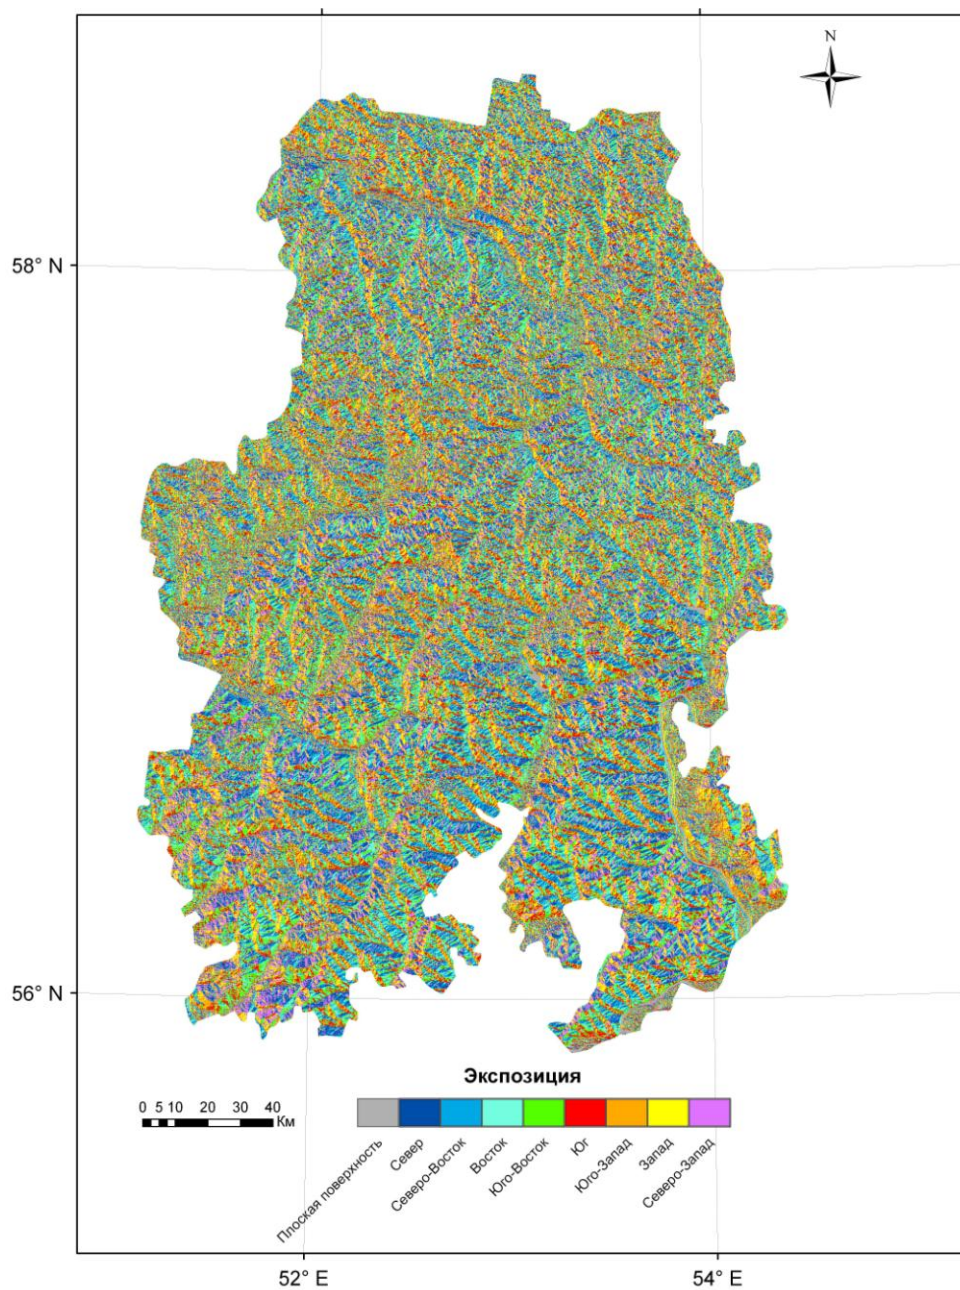 N
58° N
56° N
Экспозиция
0 5 10 20 30 40
Км
Плоская поверхность
Север
Северо-Восток
Восток
Юго-Восток
Юг
Юго-Запад
Запад
Северо-Запад
52° E
54° E